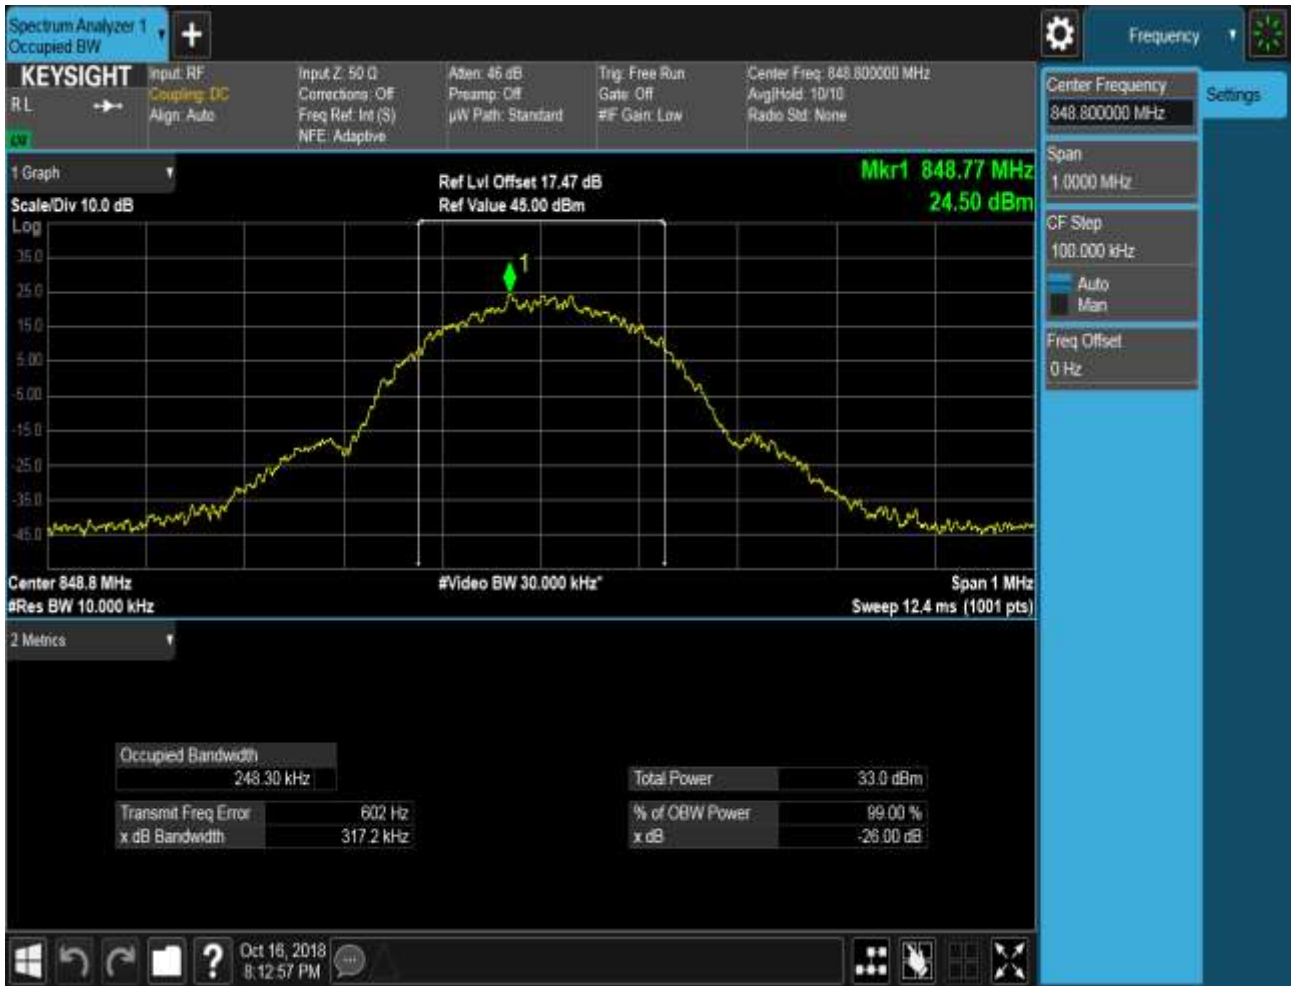 Spectrum Analyzer 1
Occupied BW
+
Frequency
KEYSIGHT
R L
Input: RF
Coupling: DC
Align: Auto
Input Z: 50 Ω
Corrections: Off
Freq Ref: Int (S)
NFE: Adaptive
Atten: 46 dB
Preamp: Off
µW Path: Standard
Trig: Free Run
Gate: Off
#IF Gain: Low
Center Freq: 848.800000 MHz
Avg|Hold: 10/10
Radio Std: None
Center Frequency
848.800000 MHz
Settings
Span
1.0000 MHz
CF Step
100.000 kHz
Auto
Man
Freq Offset
0 Hz
1 Graph
Scale/Div 10.0 dB
Ref Lvl Offset 17.47 dB
Ref Value 45.00 dBm
Mkr1 848.77 MHz
24.50 dBm
Log
35.0
25.0
15.0
5.00
-5.00
-15.0
-25.0
-35.0
-45.0
1
Center 848.8 MHz
#Video BW 30.000 kHz*
Span 1 MHz
#Res BW 10.000 kHz
Sweep 12.4 ms (1001 pts)
2 Metrics
Occupied Bandwidth
248.30 kHz
Total Power 33.0 dBm
Transmit Freq Error 602 Hz
% of OBW Power 99.00 %
x dB Bandwidth 317.2 kHz
x dB -26.00 dB
?
Oct 16, 2018
8:12:57 PM